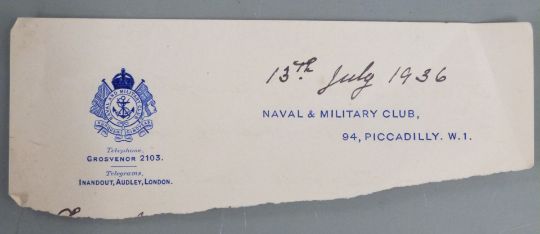 13th July 1936
NAVAL & MILITARY CLUB,
94, PICCADILLY. W.1.
Telephone,
GROSVENOR 2103.
Telegrams,
INANDOUT, AUDLEY, LONDON.